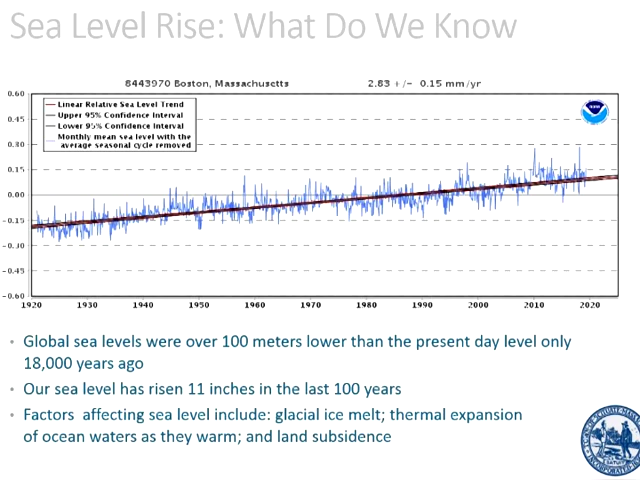 Sea Level Rise: What Do We Know
8443970 Boston, Massachusetts 2.83 +/- 0.15 mm/yr
Linear Relative Sea Level Trend
Upper 95% Confidence Interval
Lower 95% Confidence Interval
Monthly mean sea level with the
average seasonal cycle removed
0.60
0.45
0.30
0.15
0.00
-0.15
-0.30
-0.45
-0.60
1920 1930 1940 1950 1960 1970 1980 1990 2000 2010 2020
• Global sea levels were over 100 meters lower than the present day level only
18,000 years ago
• Our sea level has risen 11 inches in the last 100 years
• Factors affecting sea level include: glacial ice melt; thermal expansion
of ocean waters as they warm; and land subsidence